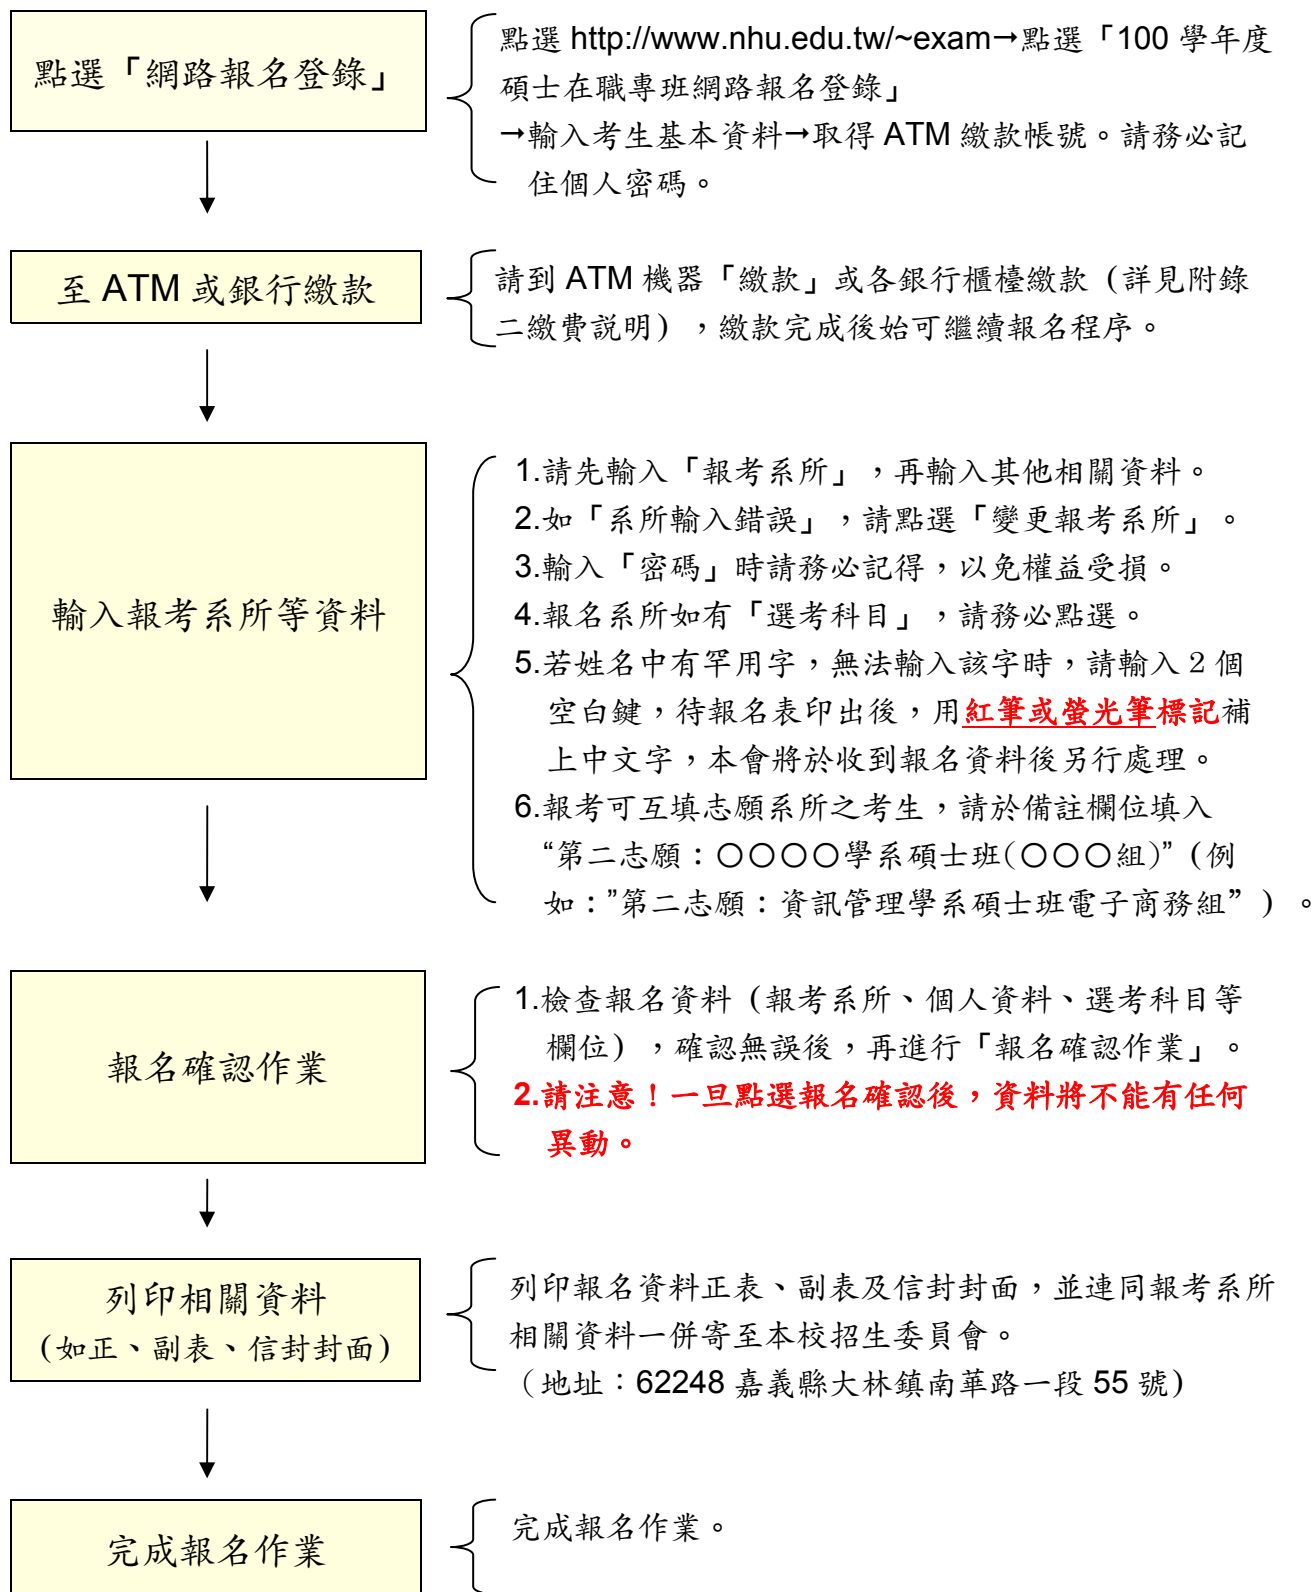 點選「網路報名登錄」
點選 http://www.nhu.edu.tw/~exam→點選「100 學年度
碩士在職專班網路報名登錄」
→輸入考生基本資料→取得 ATM 繳款帳號。請務必記
住個人密碼。
至 ATM 或銀行繳款
請到 ATM 機器「繳款」或各銀行櫃檯繳款（詳見附錄
二繳費說明），繳款完成後始可繼續報名程序。
輸入報考系所等資料
1.請先輸入「報考系所」，再輸入其他相關資料。
2.如「系所輸入錯誤」，請點選「變更報考系所」。
3.輸入「密碼」時請務必記得，以免權益受損。
4.報名系所如有「選考科目」，請務必點選。
5.若姓名中有罕用字，無法輸入該字時，請輸入２個
空白鍵，待報名表印出後，用紅筆或螢光筆標記補
上中文字，本會將於收到報名資料後另行處理。
6.報考可互填志願系所之考生，請於備註欄位填入
“第二志願：○○○○學系碩士班(○○○組)”（例
如：”第二志願：資訊管理學系碩士班電子商務組”）。
報名確認作業
1.檢查報名資料（報考系所、個人資料、選考科目等
欄位），確認無誤後，再進行「報名確認作業」。
2.請注意！一旦點選報名確認後，資料將不能有任何
異動。
列印相關資料
(如正、副表、信封封面)
列印報名資料正表、副表及信封封面，並連同報考系所
相關資料一併寄至本校招生委員會。
（地址：62248 嘉義縣大林鎮南華路一段 55 號）
完成報名作業
完成報名作業。